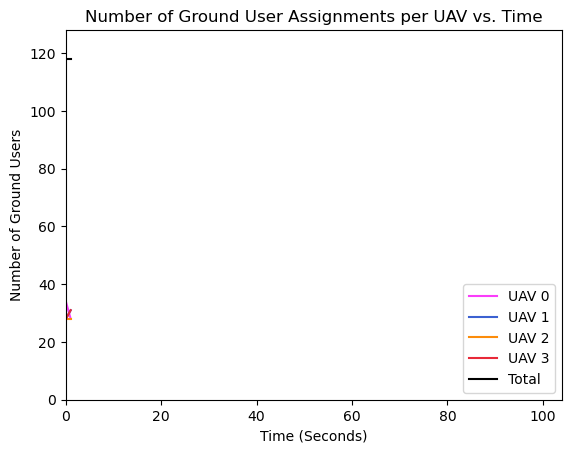 Number of Ground User Assignments per UAV vs. Time
Number of Ground Users
120
100
80
60
40
20
0
0 20 40 60 80 100
Time (Seconds)
UAV 0
UAV 1
UAV 2
UAV 3
Total